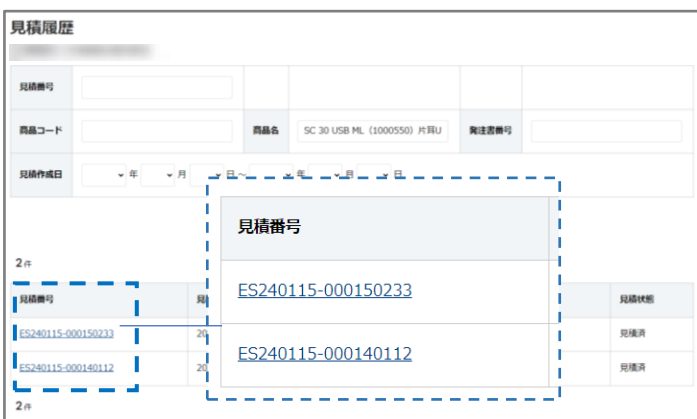 見積履歴
見積番号
商品コード 商品名 SC 30 USB ML（1000550）片耳U 発注書番号
見積作成日 年 月 日～ 年 月 日
見積番号
2件
ES240115-000150233
ES240115-000140112
見積番号 見積状態
ES240115-000150233 20 見積済
ES240115-000140112 20 見積済
2件